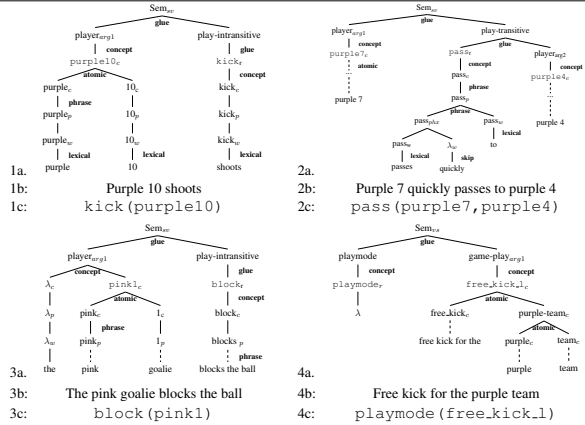 Sem_sv
glue
player_arg1 play-intransitive
concept glue
purple10_c kick_r
atomic concept
purple_c 10_c kick_c
phrase
purple_p 10_p kick_p
purple_w 10_w kick_w
lexical lexical lexical
1a. purple 10 shoots
1b: Purple 10 shoots
1c: kick(purple10)
Sem_sv
glue
player_arg1 play-transitive
concept glue
purple7_c pass_r player_arg2
atomic concept concept
... pass_c purple4_c
phrase ...
purple 7 pass_p
phrase purple 4
pass_phx pass_w
lexical
pass_w λ_w to
lexical skip
2a. passes quickly
2b: Purple 7 quickly passes to purple 4
2c: pass(purple7,purple4)
Sem_sv
glue
player_arg1 play-intransitive
concept glue
λ_c pink1_c block_r
atomic concept
λ_p pink_c 1_c block_c
phrase
λ_w pink_p 1_p blocks_p
phrase
3a. the pink goalie blocks the ball
3b: The pink goalie blocks the ball
3c: block(pink1)
Sem_vs
glue
playmode game-play_arg1
concept concept
playmode_r free_kick_l_c
atomic
λ free-kick_c purple-team_c
atomic
free kick for the purple_c team_c
4a. purple team
4b: Free kick for the purple team
4c: playmode(free_kick_l)